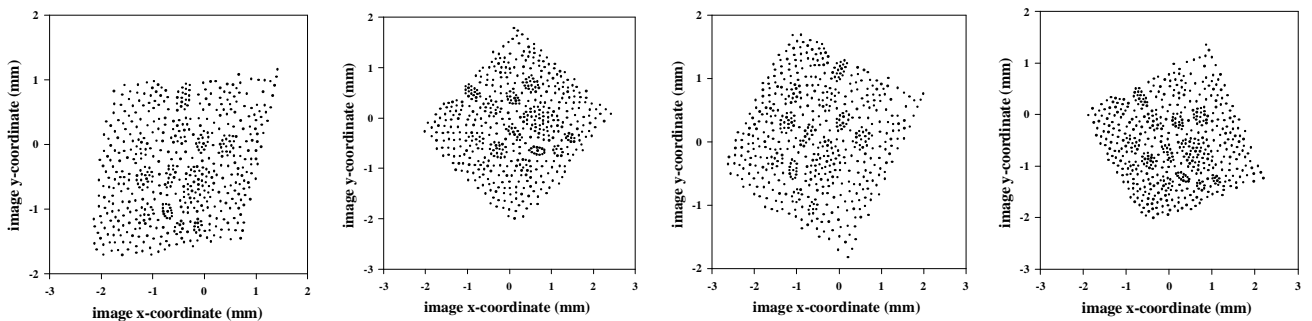 2
1
0
-1
-2
image y-coordinate (mm)
-3 -2 -1 0 1 2
image x-coordinate (mm)
2
1
0
-1
-2
-3
image y-coordinate (mm)
-3 -2 -1 0 1 2 3
image x-coordinate (mm)
2
1
0
-1
-2
image y-coordinate (mm)
-3 -2 -1 0 1 2 3
image x-coordinate (mm)
2
1
0
-1
-2
-3
image y-coordinate (mm)
-3 -2 -1 0 1 2 3
image x-coordinate (mm)